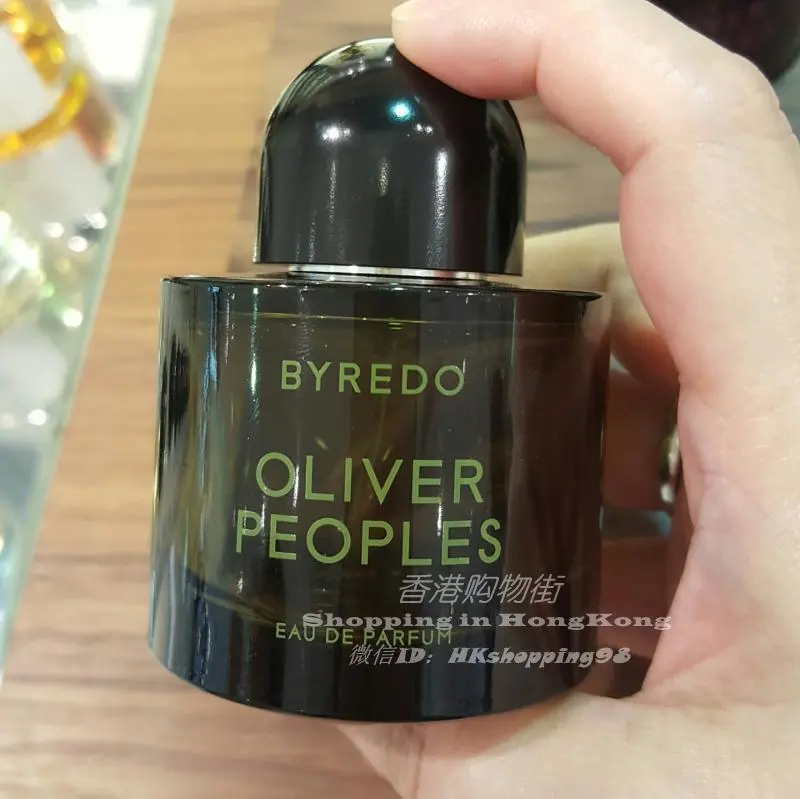 BYREDO
OLIVER
PEOPLES
香港购物街
Shopping in HongKong
EAU DE PARFUM
微信ID: HKshopping98